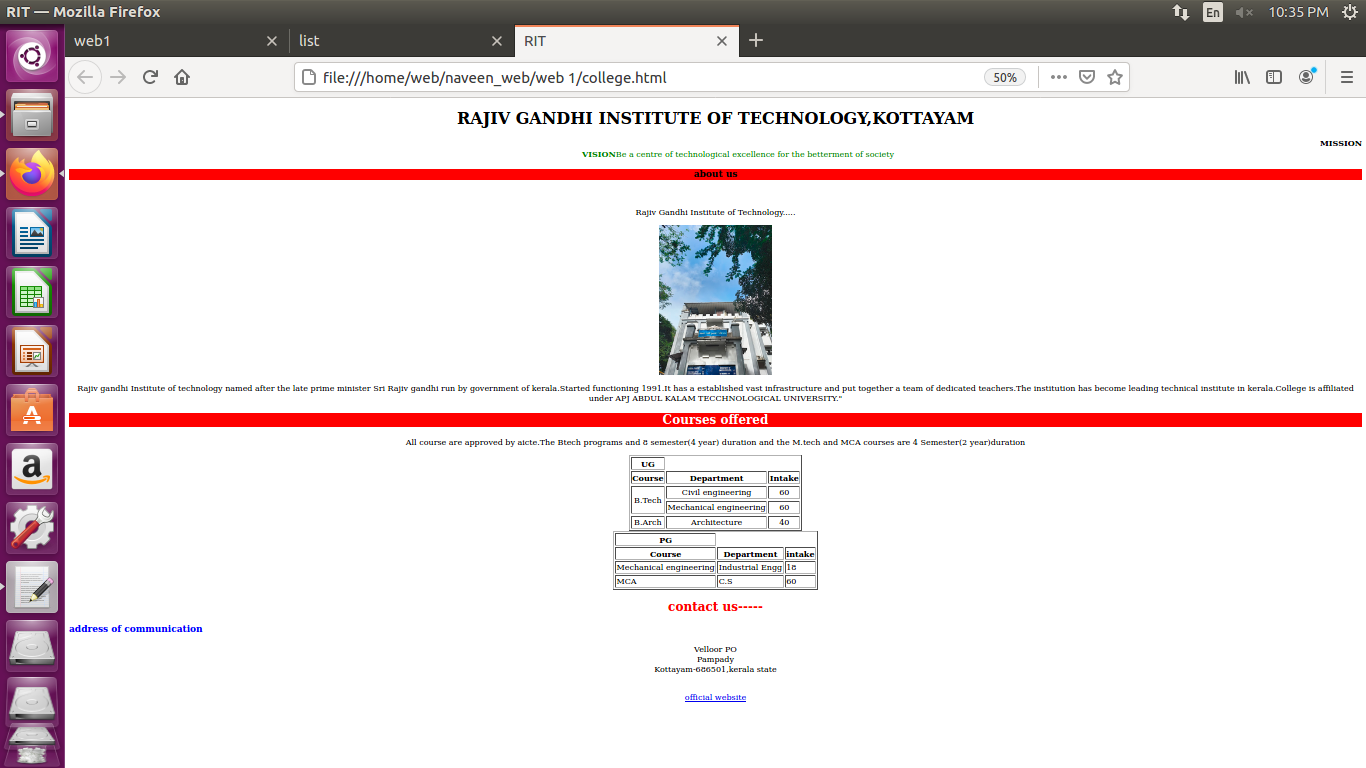 RIT — Mozilla Firefox
En
10:35 PM
web1
list
RIT
file:///home/web/naveen_web/web 1/college.html
50%
RAJIV GANDHI INSTITUTE OF TECHNOLOGY,KOTTAYAM
MISSION
VISIONBe a centre of technological excellence for the betterment of society
about us
Rajiv Gandhi Institute of Technology.....
Rajiv gandhi Institute of technology named after the late prime minister Sri Rajiv gandhi run by government of kerala.Started functioning 1991.It has a established vast infrastructure and put together a team of dedicated teachers.The institution has become leading technical institute in kerala.College is affiliated
under APJ ABDUL KALAM TECCHNOLOGICAL UNIVERSITY."
Courses offered
All course are approved by aicte.The Btech programs and 8 semester(4 year) duration and the M.tech and MCA courses are 4 Semester(2 year)duration
UG
Course Department Intake
B.Tech Civil engineering 60
Mechanical engineering 60
B.Arch Architecture 40
PG
Course Department intake
Mechanical engineering Industrial Engg 18
MCA C.S 60
contact us-----
address of communication
Velloor PO
Pampady
Kottayam-686501,kerala state
official website